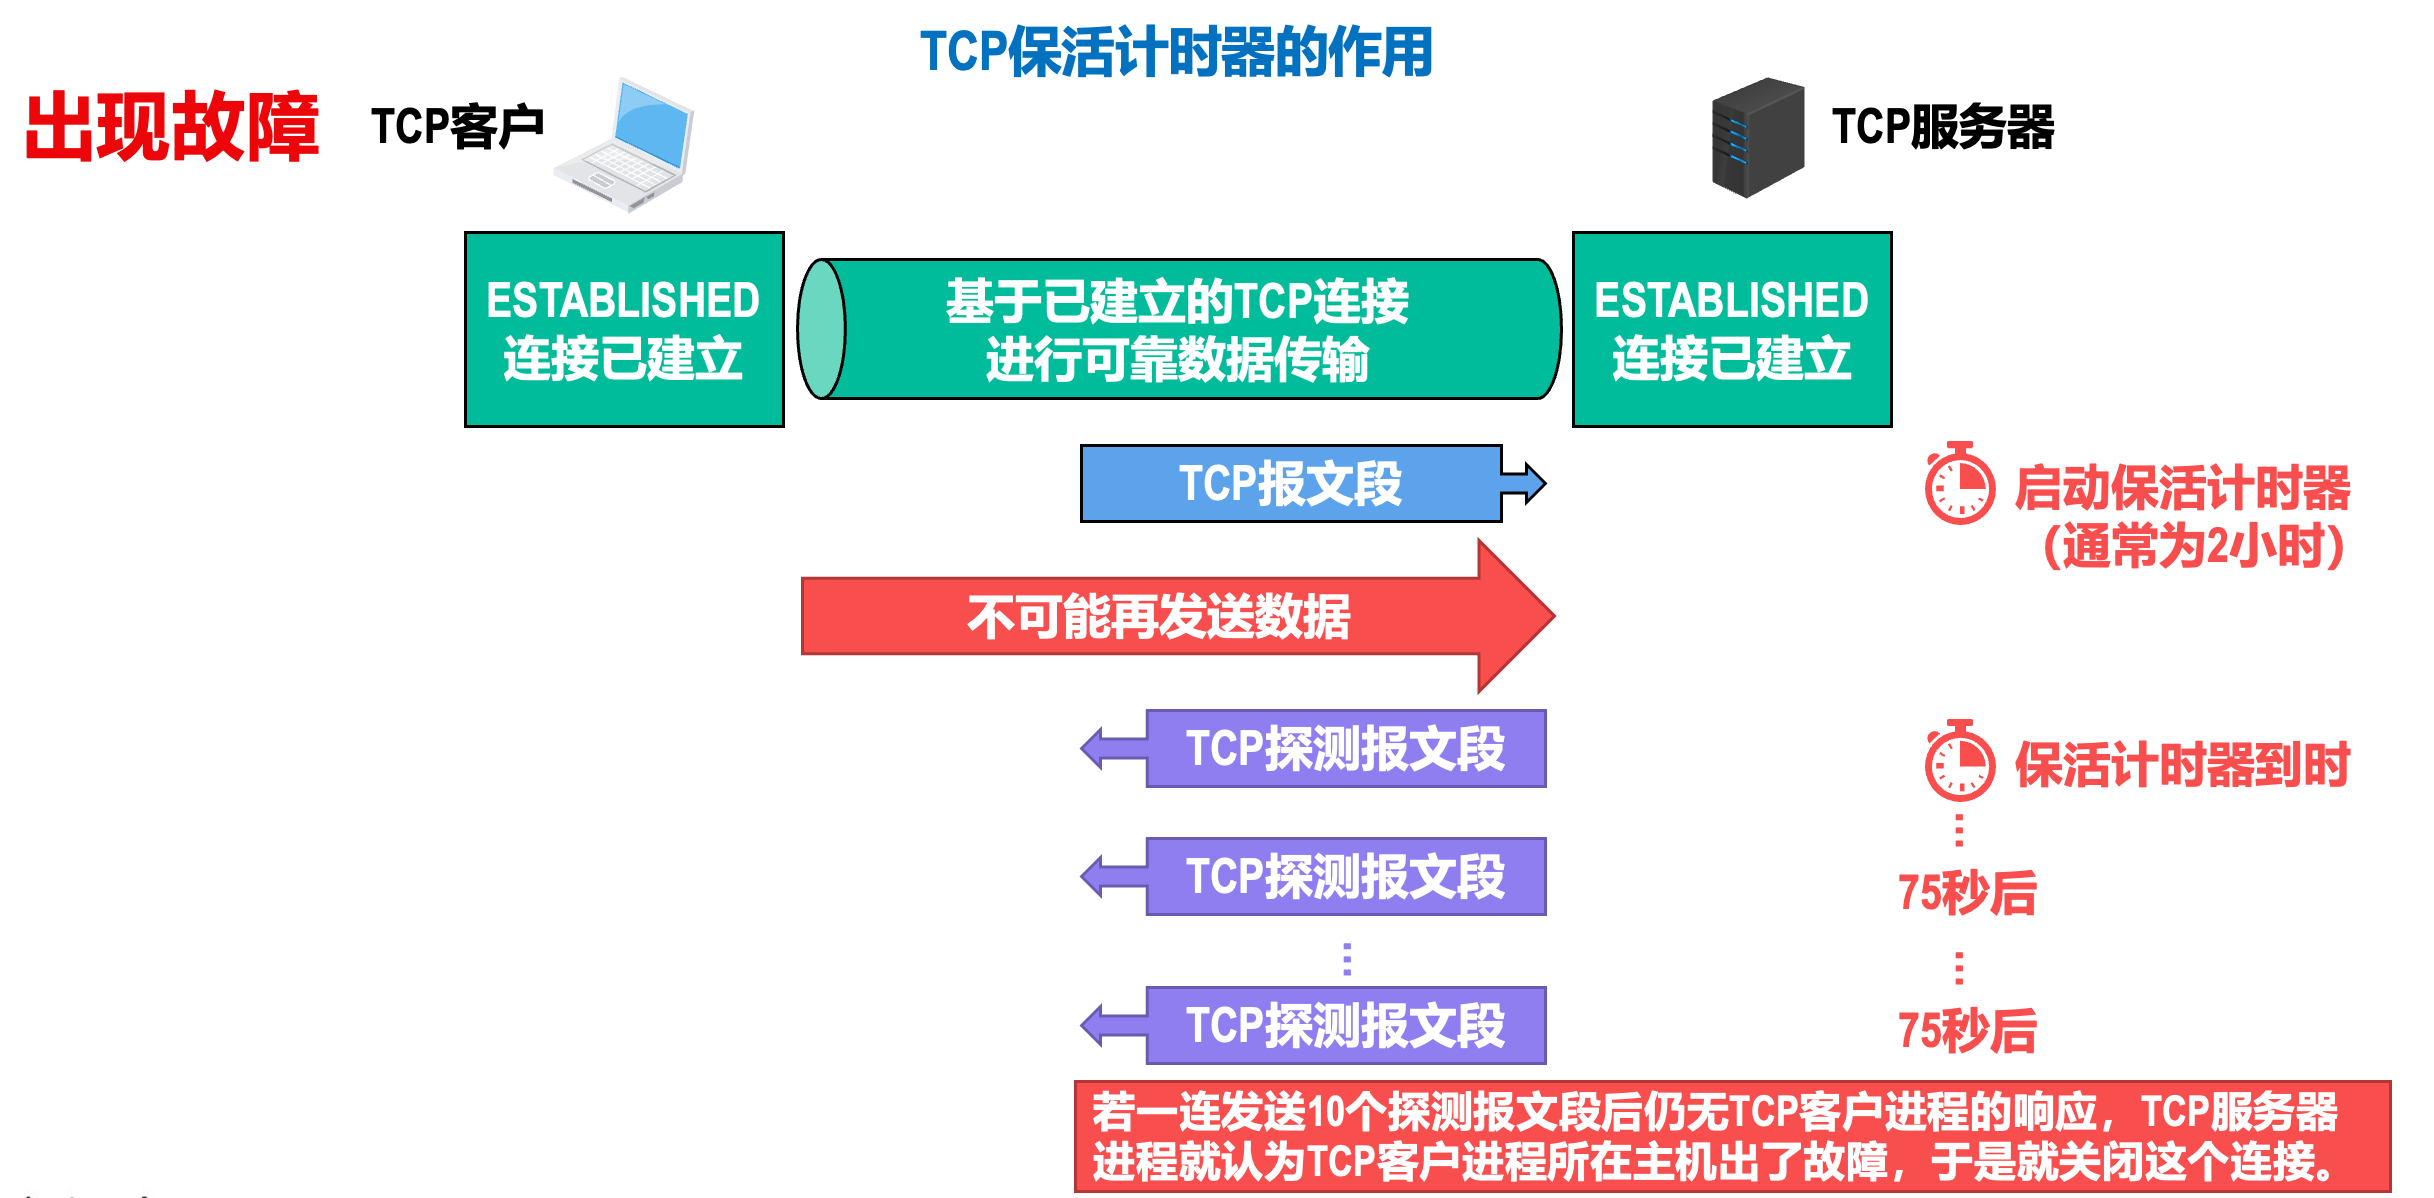 TCP保活计时器的作用
出现故障
TCP客户
TCP服务器
ESTABLISHED
连接已建立
基于已建立的TCP连接
进行可靠数据传输
ESTABLISHED
连接已建立
TCP报文段
启动保活计时器
（通常为2小时）
不可能再发送数据
TCP探测报文段
保活计时器到时
TCP探测报文段
75秒后
TCP探测报文段
75秒后
若一连发送10个探测报文段后仍无TCP客户进程的响应，TCP服务器
进程就认为TCP客户进程所在主机出了故障，于是就关闭这个连接。